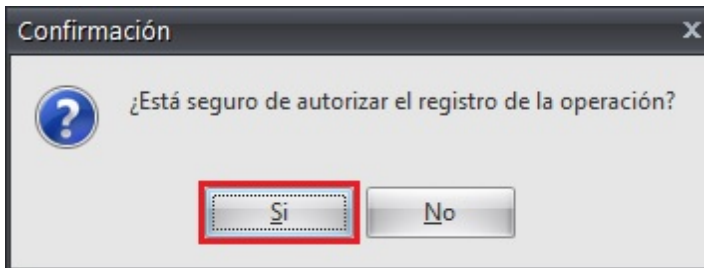 Confirmación
¿Está seguro de autorizar el registro de la operación?
Si No